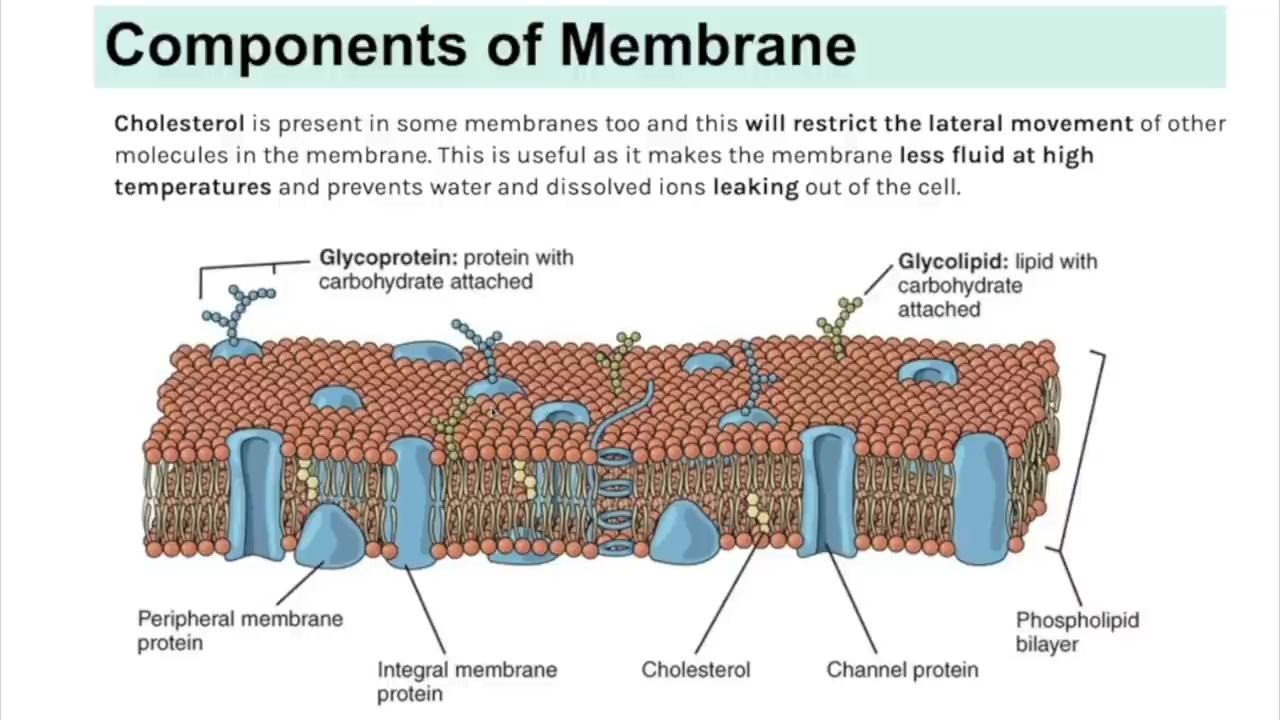 Components of Membrane
Cholesterol is present in some membranes too and this will restrict the lateral movement of other
molecules in the membrane. This is useful as it makes the membrane less fluid at high
temperatures and prevents water and dissolved ions leaking out of the cell.
Glycoprotein: protein with
carbohydrate attached
Glycolipid: lipid with
carbohydrate
attached
Peripheral membrane
protein
Integral membrane
protein
Cholesterol
Channel protein
Phospholipid
bilayer